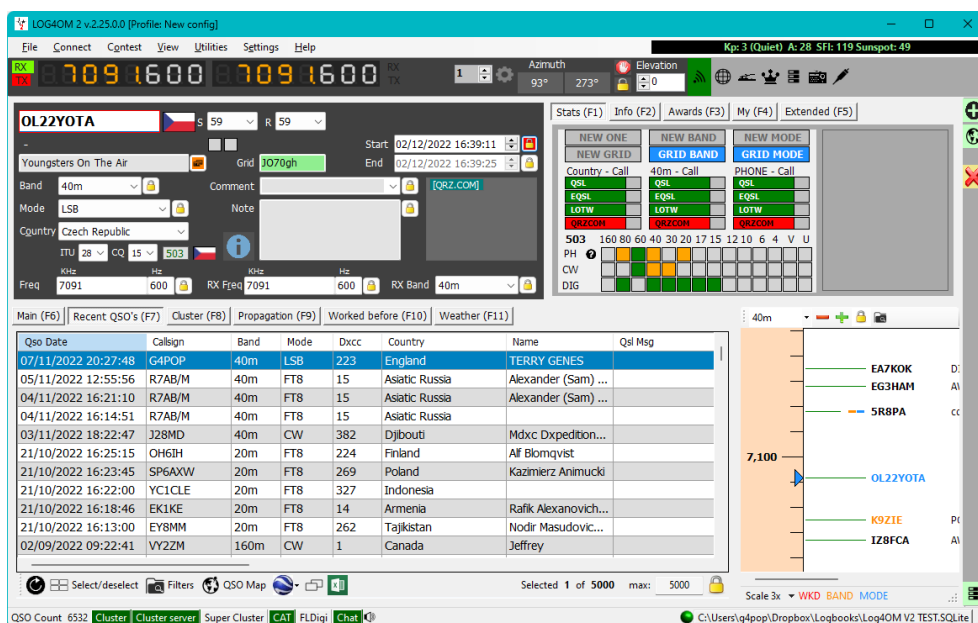 LOG4OM 2 v.2.25.0.0 [Profile: New config]
File Connect Contest View Utilities Settings Help
Kp: 3 (Quiet) A: 28 SFI: 119 Sunspot: 49
RX TX 7091.600 7091.600 RX TX 1
Azimuth 93° 273°
Elevation 0
OL22YOTA S 59 R 59
-
Start 02/12/2022 16:39:11
Youngsters On The Air Grid JO70gh End 02/12/2022 16:39:25
Band 40m Comment [QRZ.COM]
Mode LSB Note
Country Czech Republic
ITU 28 CQ 15 503
KHz Hz KHz Hz
Freq 7091 600 RX Freq 7091 600 RX Band 40m
Stats (F1) Info (F2) Awards (F3) My (F4) Extended (F5)
NEW ONE NEW BAND NEW MODE
NEW GRID GRID BAND GRID MODE
Country - Call 40m - Call PHONE - Call
QSL QSL QSL
EQSL EQSL EQSL
LOTW LOTW LOTW
QRZCOM QRZCOM QRZCOM
503 160 80 60 40 30 20 17 15 12 10 6 4 V U
PH ?
CW
DIG
Main (F6) Recent QSO's (F7) Cluster (F8) Propagation (F9) Worked before (F10) Weather (F11)
Qso Date Callsign Band Mode Dxcc Country Name Qsl Msg
07/11/2022 20:27:48 G4POP 40m LSB 223 England TERRY GENES
05/11/2022 12:55:56 R7AB/M 40m FT8 15 Asiatic Russia Alexander (Sam) ...
04/11/2022 16:21:10 R7AB/M 40m FT8 15 Asiatic Russia Alexander (Sam) ...
04/11/2022 16:14:51 R7AB/M 40m FT8 15 Asiatic Russia
03/11/2022 18:22:47 J28MD 40m CW 382 Djibouti Mdxc Dxpedition...
21/10/2022 16:25:15 OH6IH 20m FT8 224 Finland Alf Blomqvist
21/10/2022 16:23:45 SP6AXW 20m FT8 269 Poland Kazimierz Animucki
21/10/2022 16:22:00 YC1CLE 20m FT8 327 Indonesia
21/10/2022 16:18:46 EK1KE 20m FT8 14 Armenia Rafik Alexanovich...
21/10/2022 16:13:00 EY8MM 20m FT8 262 Tajikistan Nodir Masudovic...
02/09/2022 09:22:41 VY2ZM 160m CW 1 Canada Jeffrey
Select/deselect Filters QSO Map Selected 1 of 5000 max: 5000
40m
EA7KOK
EG3HAM
5R8PA
7,100
OL22YOTA
K9ZIE
IZ8FCA
Scale 3x WKD BAND MODE
QSO Count 6532 Cluster Cluster server Super Cluster CAT FLDigi Chat C:\Users\g4pop\Dropbox\Logbooks\Log4OM V2 TEST.SQLite